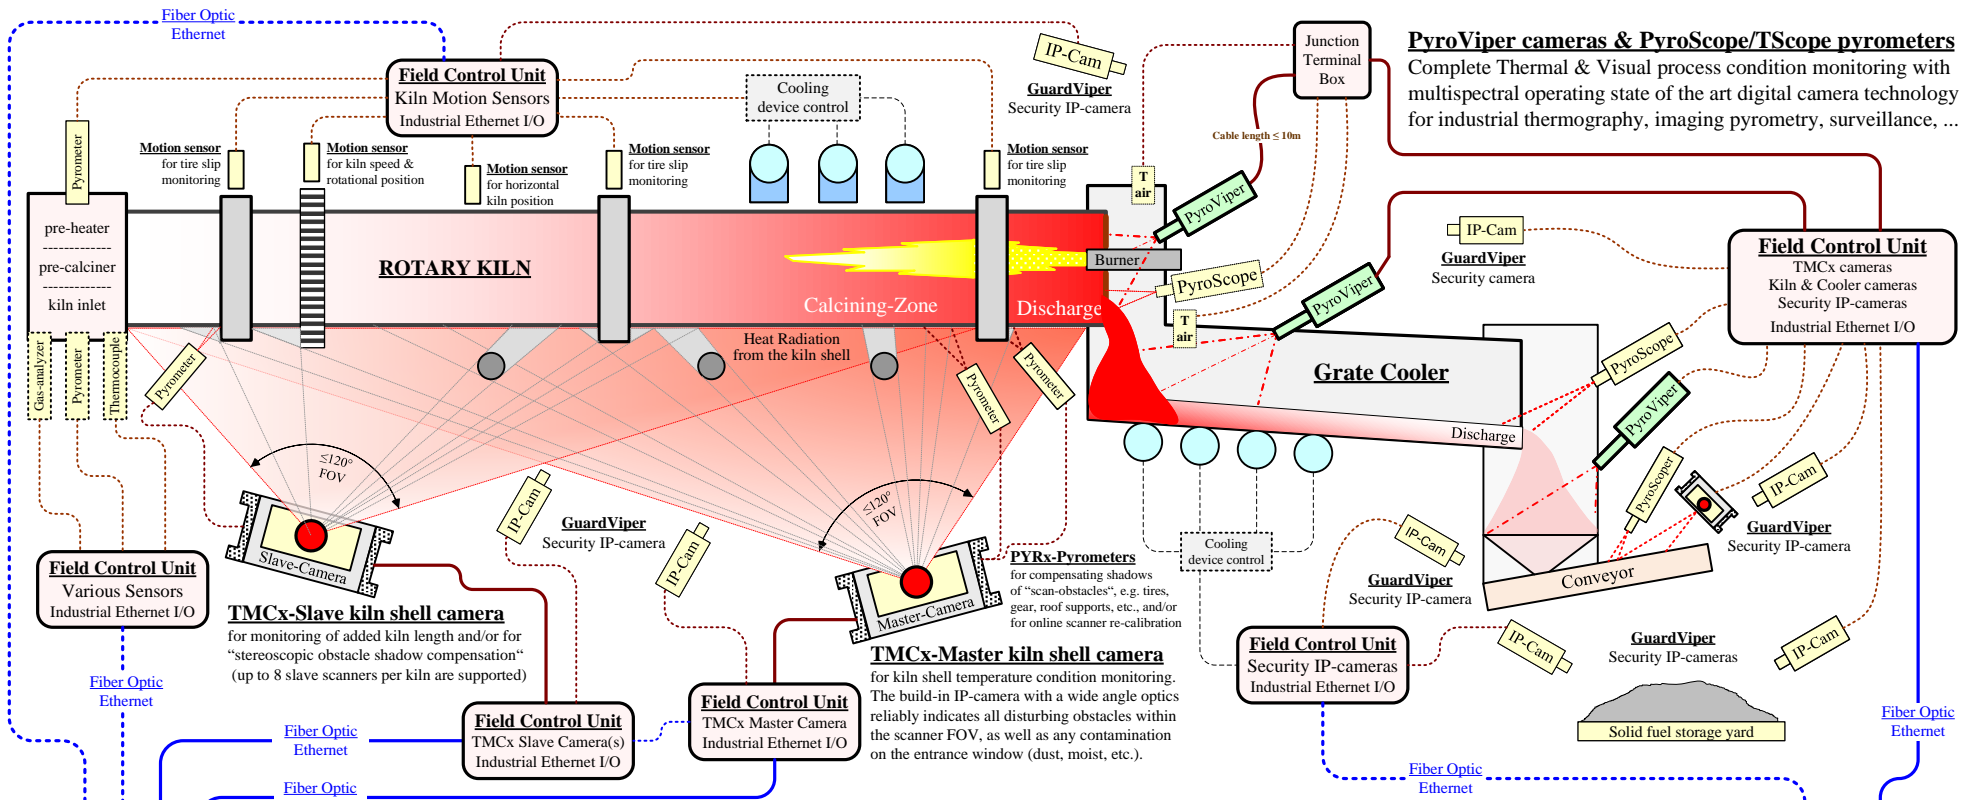 Fiber Optic
Ethernet
Field Control Unit
Kiln Motion Sensors
Industrial Ethernet I/O
Cooling
device control
IP-Cam
GuardViper
Security IP-camera
Junction
Terminal
Box
Cable length ≤ 10m
PyroViper cameras & PyroScope/TScope pyrometers
Complete Thermal & Visual process condition monitoring with
multispectral operating state of the art digital camera technology
for industrial thermography, imaging pyrometry, surveillance, ...
Pyrometer
Motion sensor
for tire slip
monitoring
Motion sensor
for kiln speed &
rotational position
Motion sensor
for horizontal
kiln position
Motion sensor
for tire slip
monitoring
Motion sensor
for tire slip
monitoring
T
air
PyroViper
pre-heater
-------------
pre-calciner
-------------
kiln inlet
ROTARY KILN
Calcining-Zone
Discharge
Burner
PyroScope
T
air
PyroViper
IP-Cam
GuardViper
Security camera
Field Control Unit
TMCx cameras
Kiln & Cooler cameras
Security IP-cameras
Industrial Ethernet I/O
Heat Radiation
from the kiln shell
Gas-analyzer
Pyrometer
Thermocouple
Pyrometer
Pyrometer
Pyrometer
Grate Cooler
Discharge
PyroScope
PyroViper
PyroScoper
IP-Cam
GuardViper
Security IP-camera
≤120°
FOV
Slave-Camera
IP-Cam
GuardViper
Security IP-camera
IP-Cam
≤120°
FOV
Master-Camera
PYRx-Pyrometers
for compensating shadows
of “scan-obstacles“, e.g. tires,
gear, roof supports, etc., and/or
for online scanner re-calibration
Cooling
device control
IP-Cam
GuardViper
Security IP-camera
Conveyor
Field Control Unit
Various Sensors
Industrial Ethernet I/O
TMCx-Slave kiln shell camera
for monitoring of added kiln length and/or for
“stereoscopic obstacle shadow compensation“
(up to 8 slave scanners per kiln are supported)
TMCx-Master kiln shell camera
for kiln shell temperature condition monitoring.
The build-in IP-camera with a wide angle optics
reliably indicates all disturbing obstacles within
the scanner FOV, as well as any contamination
on the entrance window (dust, moist, etc.).
Field Control Unit
Security IP-cameras
Industrial Ethernet I/O
IP-Cam
GuardViper
Security IP-cameras
IP-Cam
Solid fuel storage yard
Fiber Optic
Ethernet
Fiber Optic
Ethernet
Field Control Unit
TMCx Slave Camera(s)
Industrial Ethernet I/O
Field Control Unit
TMCx Master Camera
Industrial Ethernet I/O
Fiber Optic
Fiber Optic
Ethernet
Fiber Optic
Ethernet